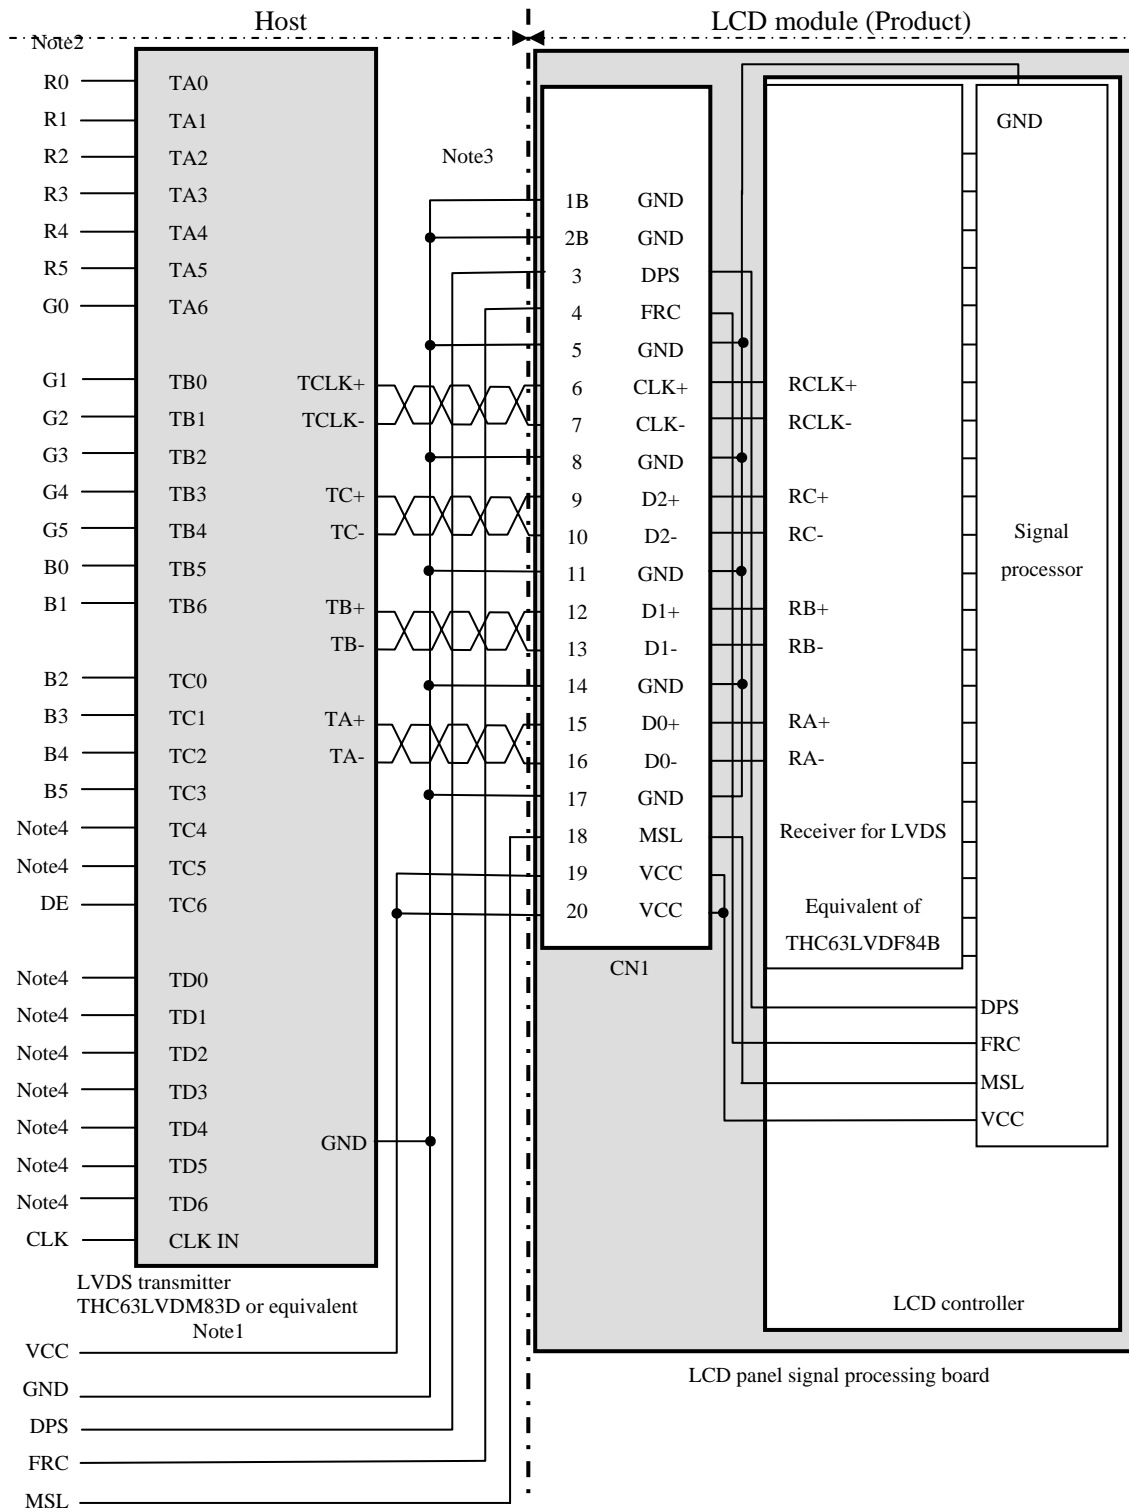 Host
LCD module (Product)
Note2
R0 TA0
R1 TA1
R2 TA2
R3 TA3
R4 TA4
R5 TA5
G0 TA6
G1 TB0
G2 TB1
G3 TB2
G4 TB3
G5 TB4
B0 TB5
B1 TB6
B2 TC0
B3 TC1
B4 TC2
B5 TC3
Note4 TC4
Note4 TC5
DE TC6
Note4 TD0
Note4 TD1
Note4 TD2
Note4 TD3
Note4 TD4
Note4 TD5
Note4 TD6
CLK CLK IN
TCLK+
TCLK-
TC+
TC-
TB+
TB-
TA+
TA-
GND
LVDS transmitter
THC63LVDM83D or equivalent
Note1
VCC
GND
DPS
FRC
MSL
Note3
1B GND
2B GND
3 DPS
4 FRC
5 GND
6 CLK+
7 CLK-
8 GND
9 D2+
10 D2-
11 GND
12 D1+
13 D1-
14 GND
15 D0+
16 D0-
17 GND
18 MSL
19 VCC
20 VCC
CN1
RCLK+
RCLK-
RC+
RC-
RB+
RB-
RA+
RA-
Receiver for LVDS
Equivalent of
THC63LVDF84B
GND
Signal
processor
DPS
FRC
MSL
VCC
LCD controller
LCD panel signal processing board